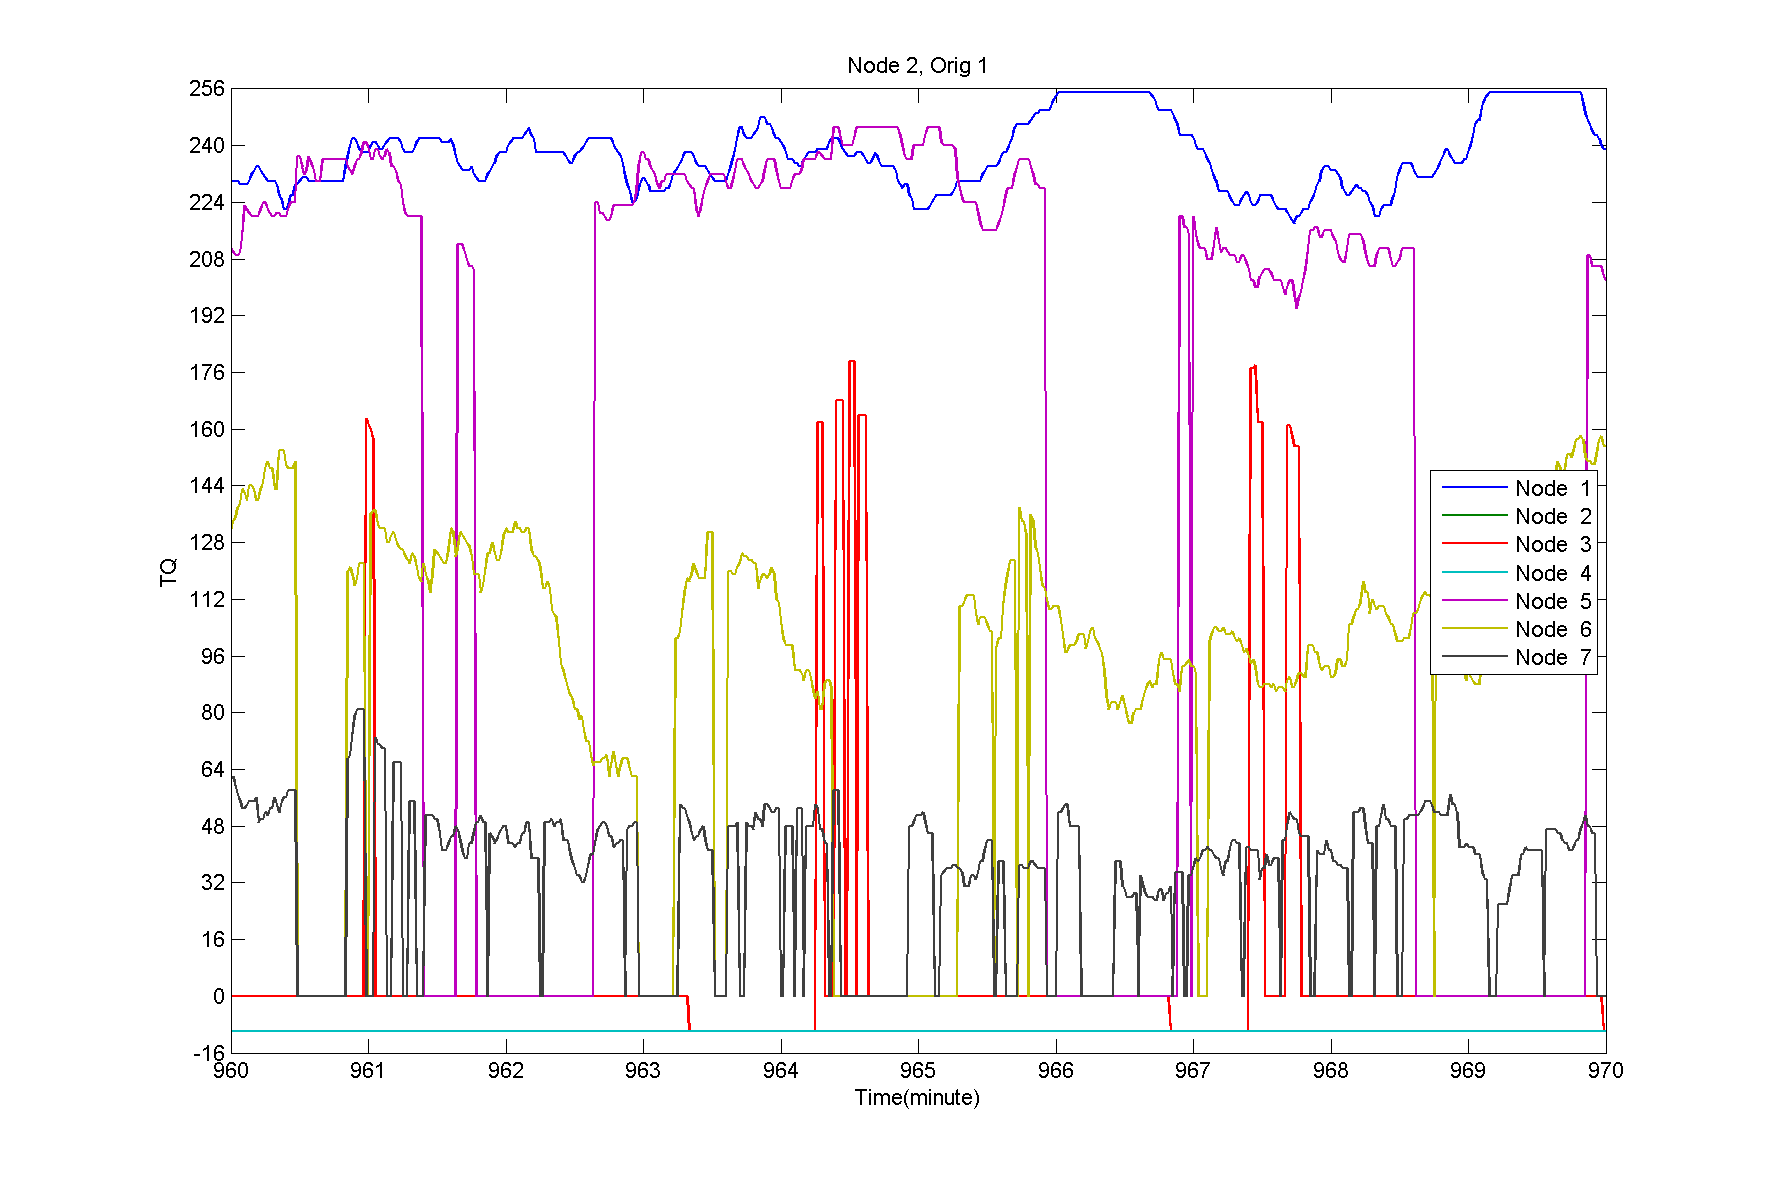 Node 2, Orig 1
256
240
224
208
192
176
160
144
128
112
96
80
64
48
32
16
0
-16
TQ
Node 1
Node 2
Node 3
Node 4
Node 5
Node 6
Node 7
960 961 962 963 964 965 966 967 968 969 970
Time(minute)